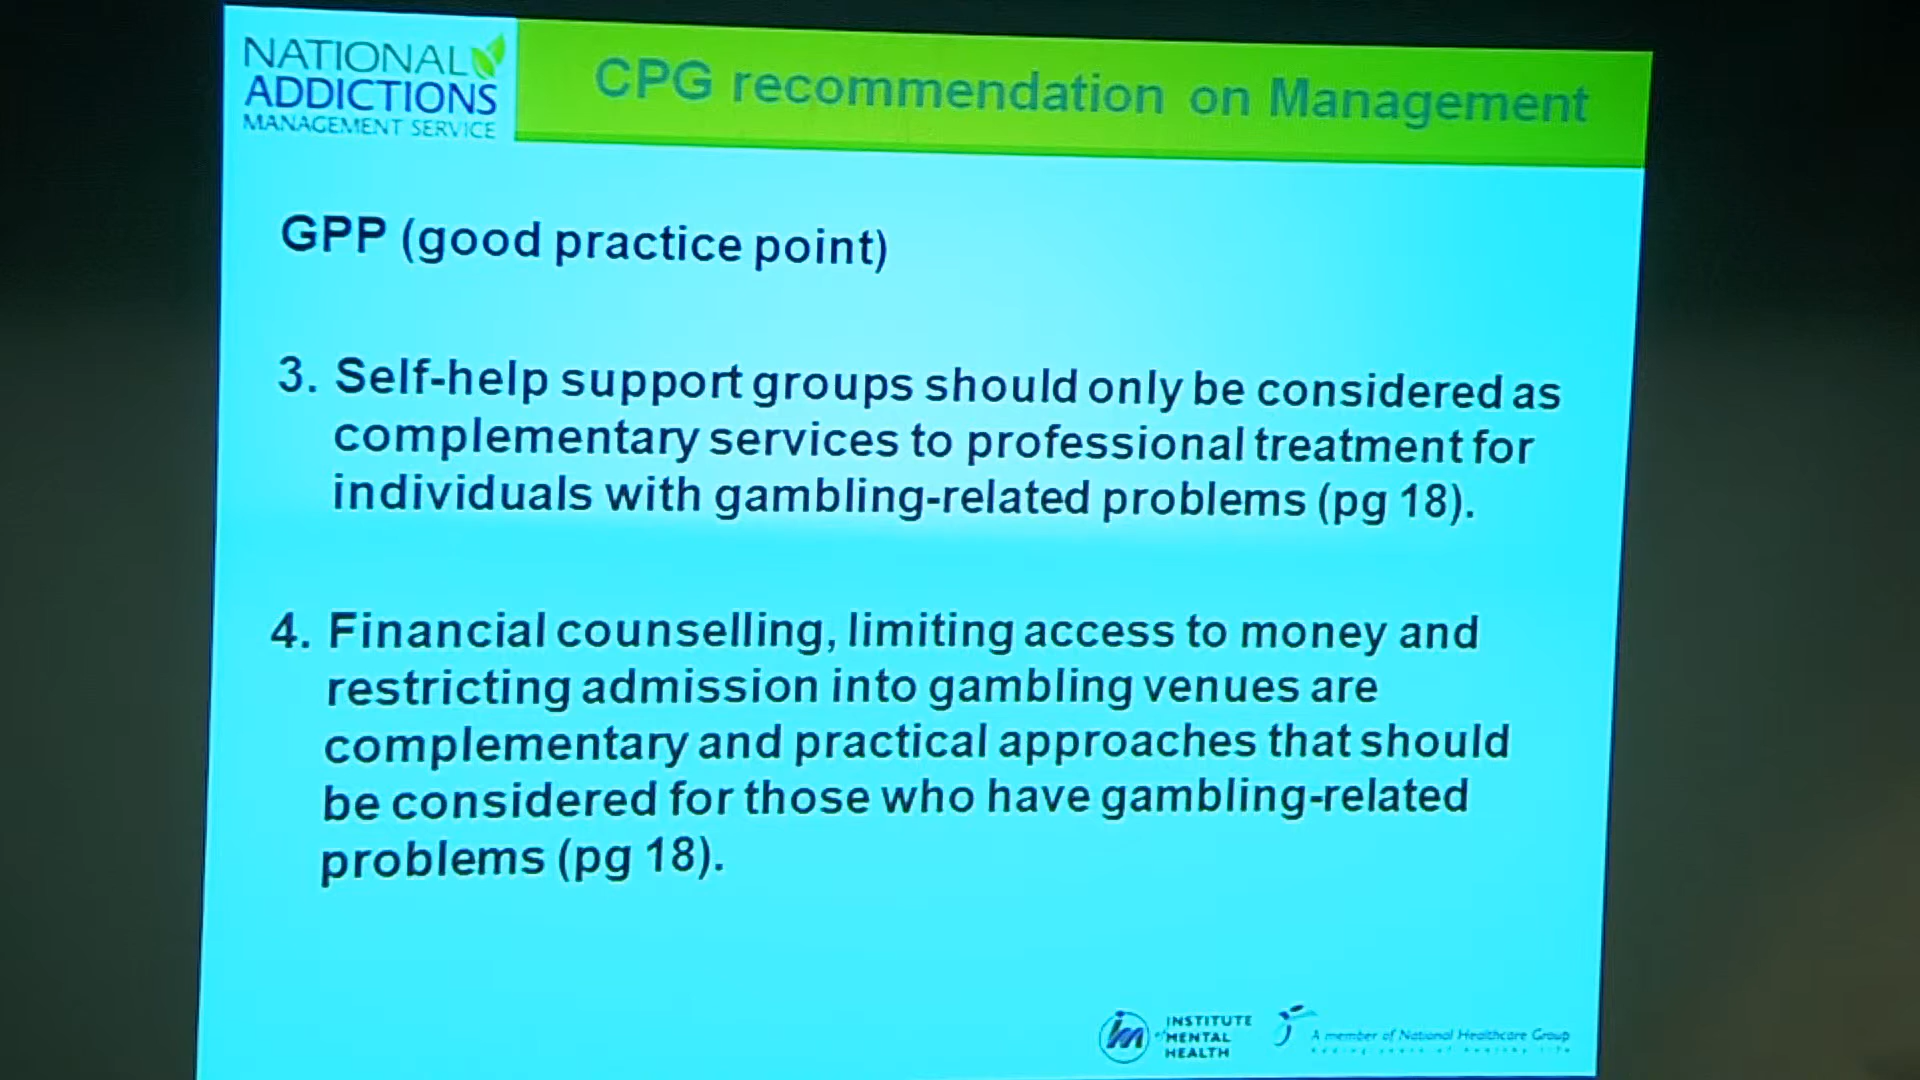 NATIONAL
ADDICTIONS
MANAGEMENT SERVICE
CPG recommendation on Management
GPP (good practice point)
3. Self-help support groups should only be considered as
complementary services to professional treatment for
individuals with gambling-related problems (pg 18).
4. Financial counselling, limiting access to money and
restricting admission into gambling venues are
complementary and practical approaches that should
be considered for those who have gambling-related
problems (pg 18).
INSTITUTE
of MENTAL
HEALTH
A member of National Healthcare Group